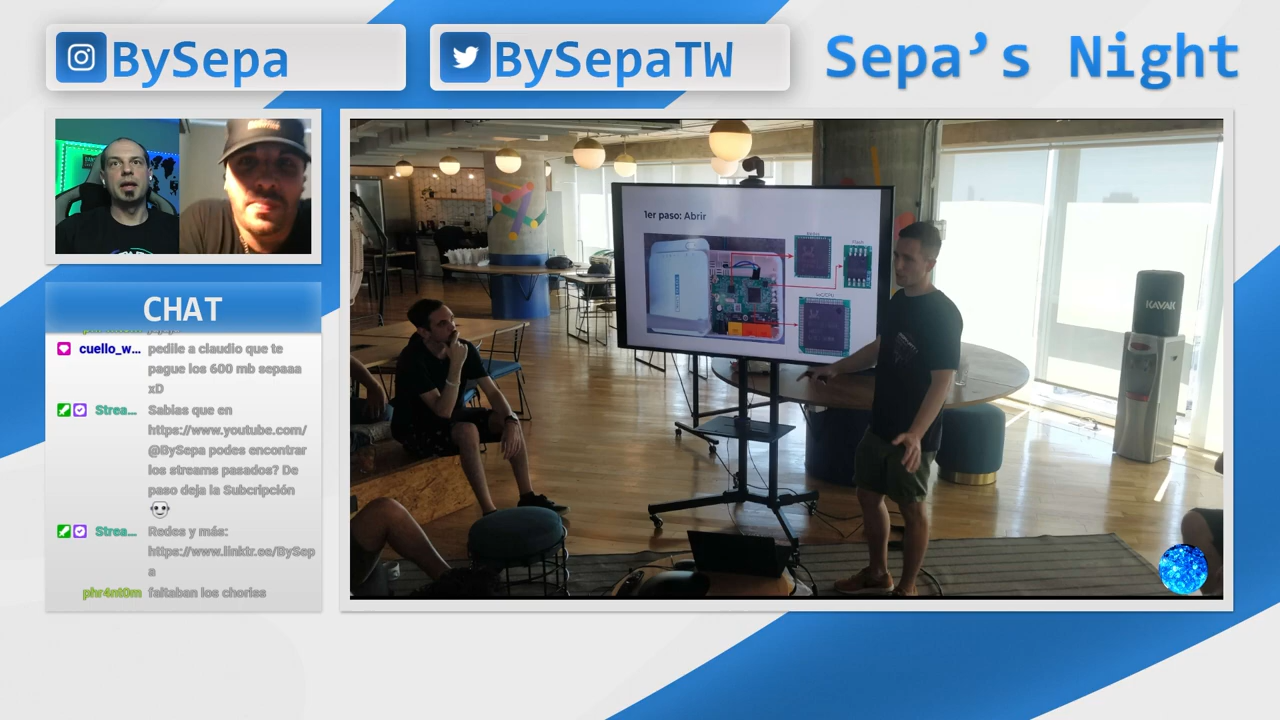 BySepa
BySepaTW
Sepa's Night
CHAT
cuello_w... pedile a claudio que te
pague los 600 mb sepaaa
xD
Strea... Sabias que en
https://www.youtube.com/
@BySepa podes encontrar
los streams pasados? De
paso deja la Subcripción
Strea... Redes y más:
https://www.linktr.ee/BySep
a
phr4nt0m faltaban los choriss
1er paso: Abrir
KAVAK